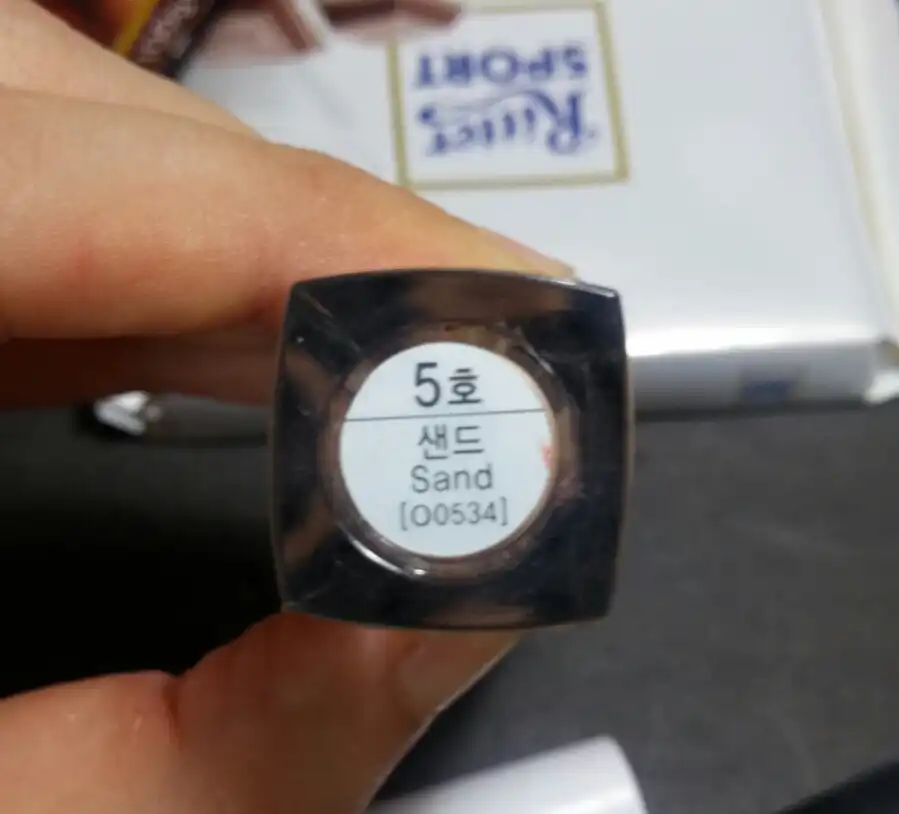 Ritter
SPORT
5호
샌드
Sand
[O0534]